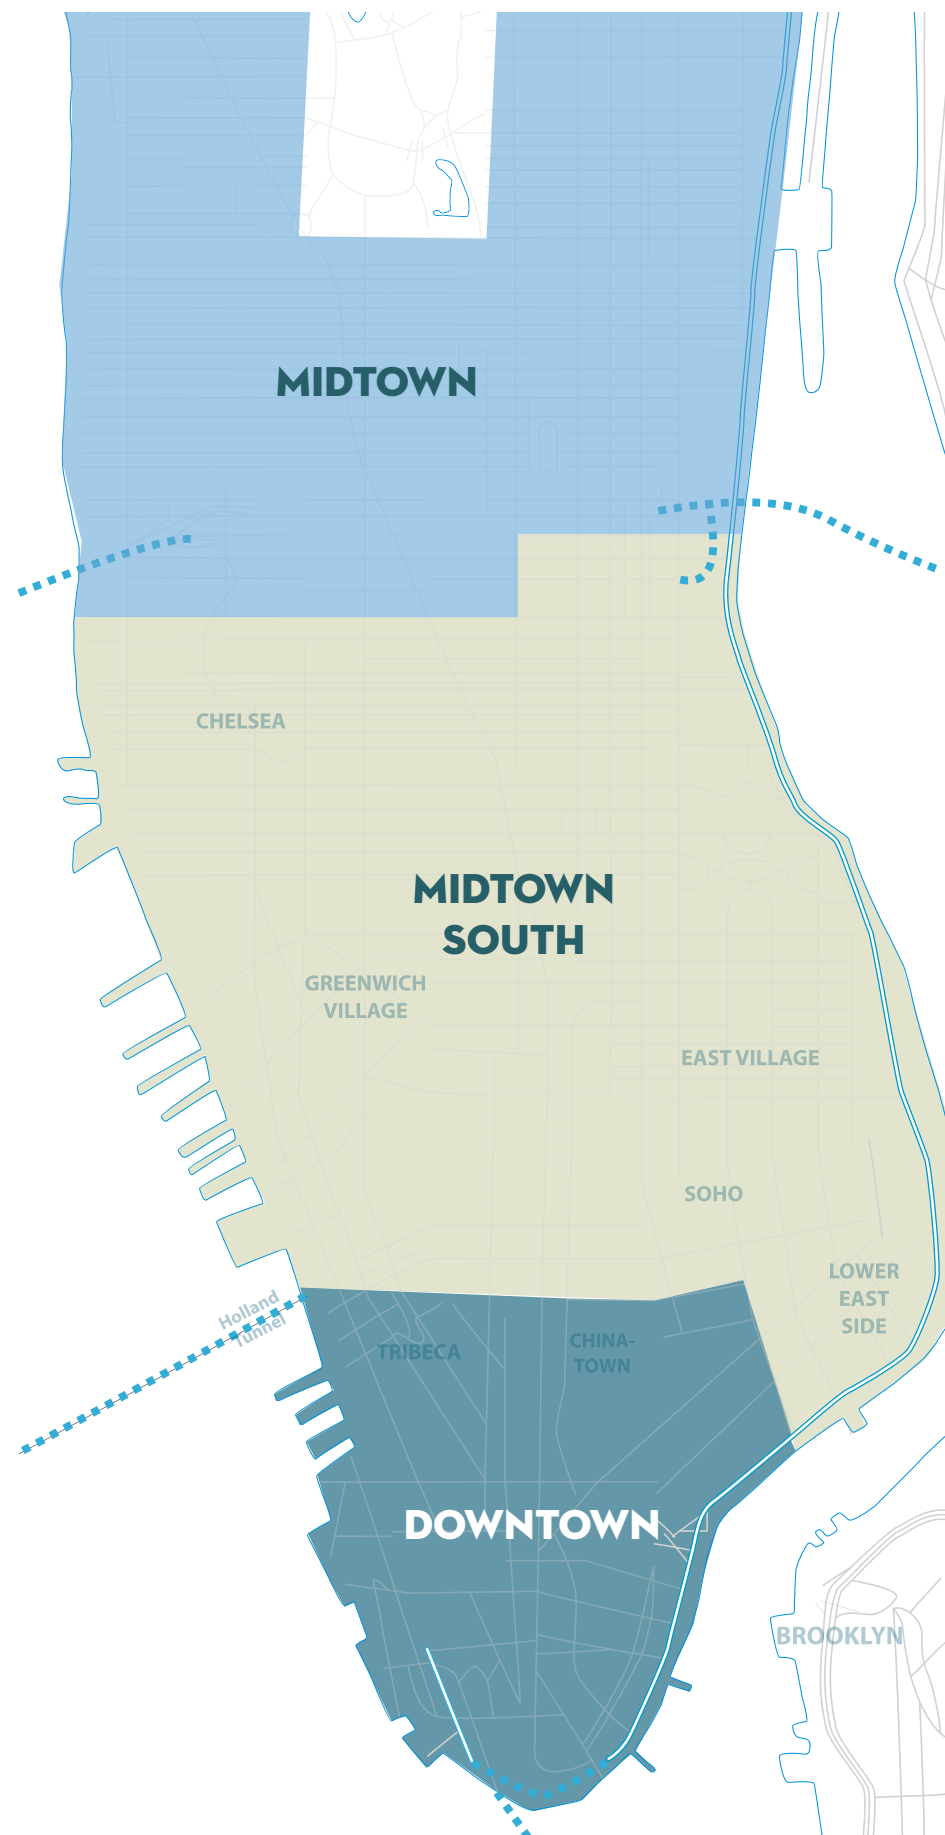 MIDTOWN
CHELSEA
MIDTOWN
SOUTH
GREENWICH
VILLAGE
EAST VILLAGE
SOHO
LOWER
EAST
SIDE
Holland
Tunnel
TRIBECA
CHINA-
TOWN
DOWNTOWN
BROOKLYN